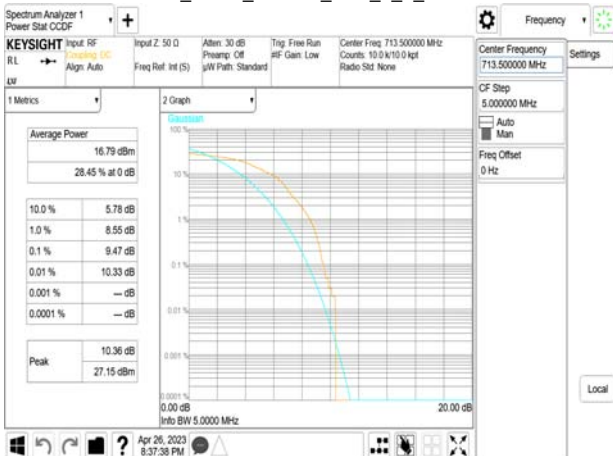 Spectrum Analyzer 1
Power Stat CCDF
+
Frequency
KEYSIGHT
RL
Input: RF
Coupling: DC
Align: Auto
Input Z: 50 Ω
Freq Ref: Int (S)
Atten: 30 dB
Preamp: Off
µW Path: Standard
Trig: Free Run
#IF Gain: Low
Center Freq: 713.500000 MHz
Counts: 10.0 k/10.0 kpt
Radio Std: None
Center Frequency
713.500000 MHz
Settings
CF Step
5.000000 MHz
Auto
Man
Freq Offset
0 Hz
1 Metrics
2 Graph
Gaussian
Average Power
16.79 dBm
28.45 % at 0 dB
10.0 % 5.78 dB
1.0 % 8.55 dB
0.1 % 9.47 dB
0.01 % 10.33 dB
0.001 % --- dB
0.0001 % --- dB
Peak
10.36 dB
27.15 dBm
100 %
10 %
1 %
0.1 %
0.01 %
0.001 %
0.0001 %
0.00 dB
20.00 dB
Info BW 5.0000 MHz
Local
?
Apr 26, 2023
8:37:38 PM